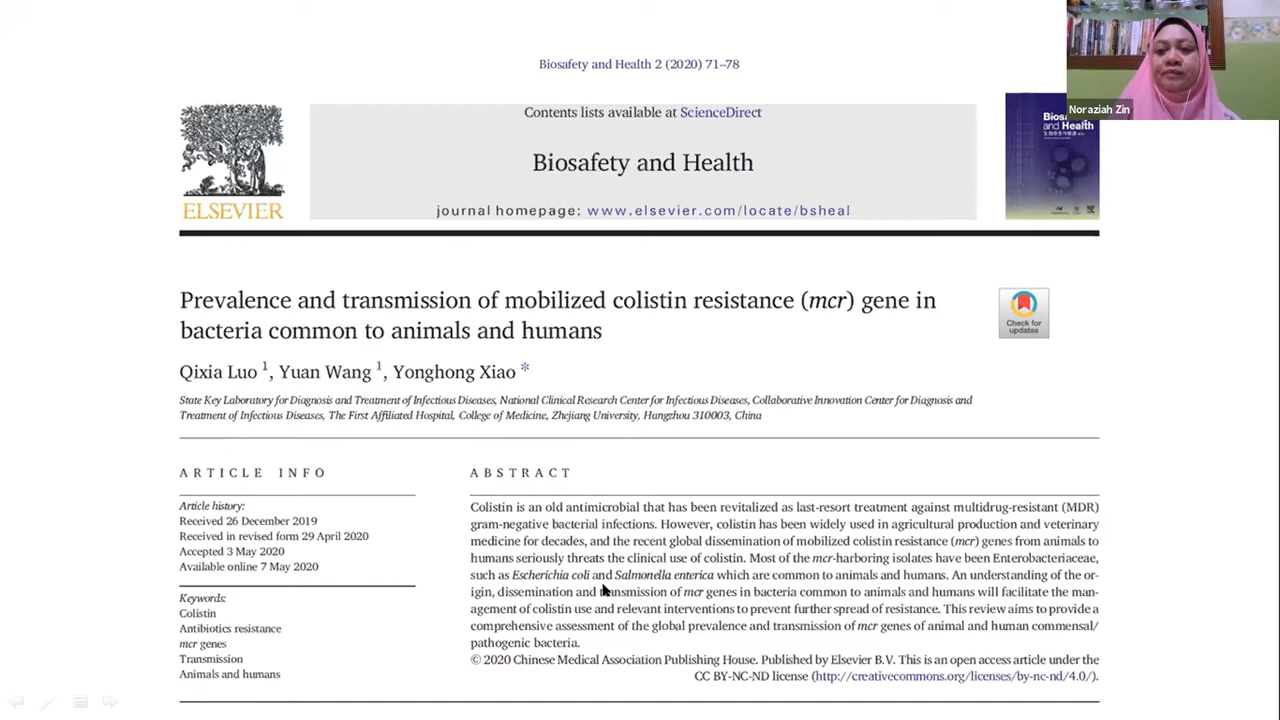 Biosafety and Health 2 (2020) 71–78
Contents lists available at ScienceDirect
Biosafety and Health
journal homepage: www.elsevier.com/locate/bsheal
ELSEVIER
Noraziah Zin
and Health
Prevalence and transmission of mobilized colistin resistance (mcr) gene in
bacteria common to animals and humans
Check for
updates
Qixia Luo 1, Yuan Wang 1, Yonghong Xiao *
State Key Laboratory for Diagnosis and Treatment of Infectious Diseases, National Clinical Research Center for Infectious Diseases, Collaborative Innovation Center for Diagnosis and
Treatment of Infectious Diseases, The First Affiliated Hospital, College of Medicine, Zhejiang University, Hangzhou 310003, China
ARTICLE INFO
Article history:
Received 26 December 2019
Received in revised form 29 April 2020
Accepted 3 May 2020
Available online 7 May 2020
Keywords:
Colistin
Antibiotics resistance
mcr genes
Transmission
Animals and humans
ABSTRACT
Colistin is an old antimicrobial that has been revitalized as last-resort treatment against multidrug-resistant (MDR)
gram-negative bacterial infections. However, colistin has been widely used in agricultural production and veterinary
medicine for decades, and the recent global dissemination of mobilized colistin resistance (mcr) genes from animals to
humans seriously threats the clinical use of colistin. Most of the mcr-harboring isolates have been Enterobacteriaceae,
such as Escherichia coli and Salmonella enterica which are common to animals and humans. An understanding of the or-
igin, dissemination and transmission of mcr genes in bacteria common to animals and humans will facilitate the man-
agement of colistin use and relevant interventions to prevent further spread of resistance. This review aims to provide a
comprehensive assessment of the global prevalence and transmission of mcr genes of animal and human commensal/
pathogenic bacteria.
© 2020 Chinese Medical Association Publishing House. Published by Elsevier B.V. This is an open access article under the
CC BY-NC-ND license (http://creativecommons.org/licenses/by-nc-nd/4.0/).